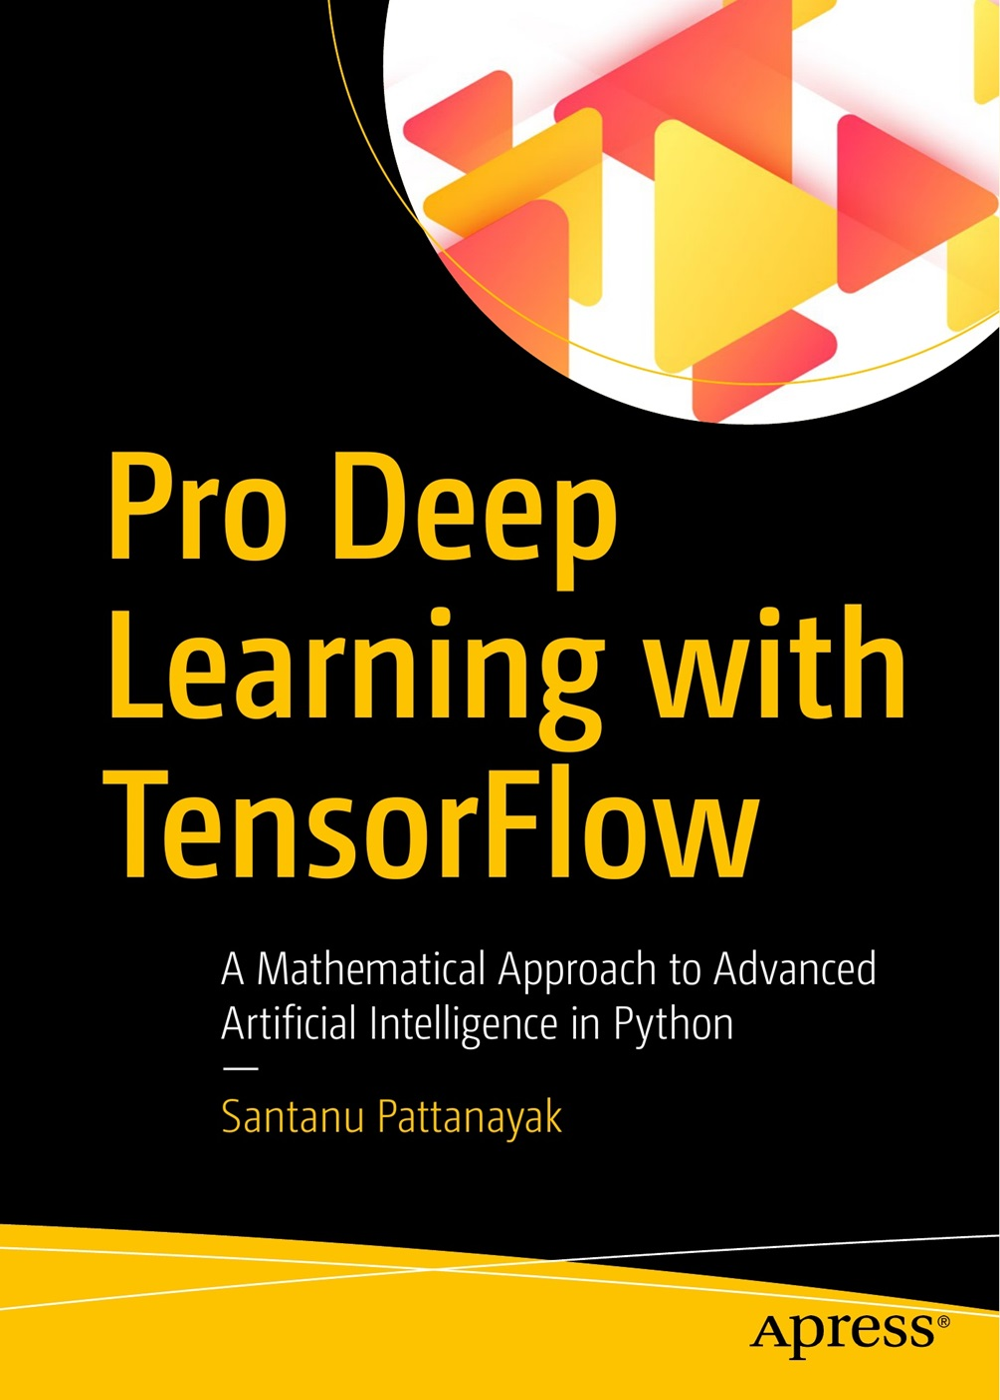 Pro Deep
Learning with
TensorFlow
A Mathematical Approach to Advanced
Artificial Intelligence in Python
—
Santanu Pattanayak
Apress®